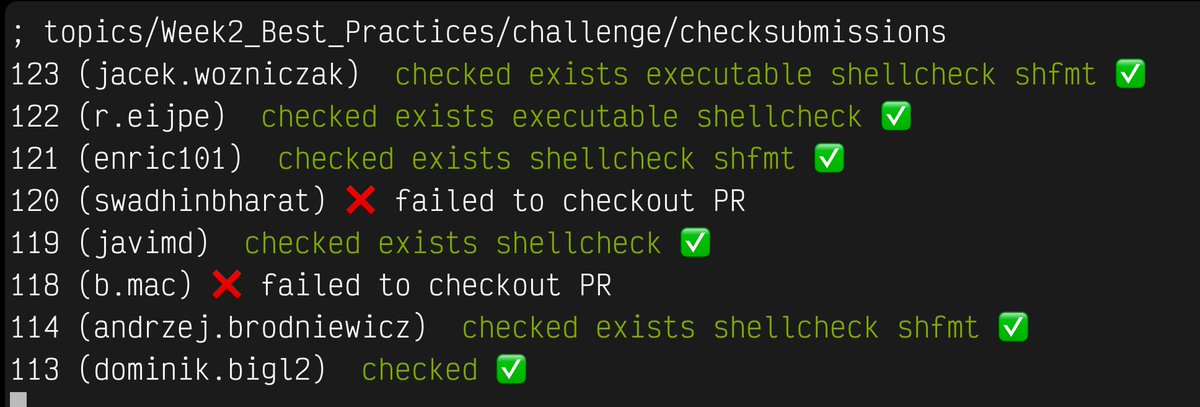 ; topics/Week2_Best_Practices/challenge/checksubmissions
123 (jacek.wozniczak)  checked exists executable shellcheck shfmt ✅
122 (r.eijpe)  checked exists executable shellcheck ✅
121 (enric101)  checked exists shellcheck shfmt ✅
120 (swadhinbharat) ❌ failed to checkout PR
119 (javimd)  checked exists shellcheck ✅
118 (b.mac) ❌ failed to checkout PR
114 (andrzej.brodniewicz)  checked exists shellcheck shfmt ✅
113 (dominik.bigl2)  checked ✅